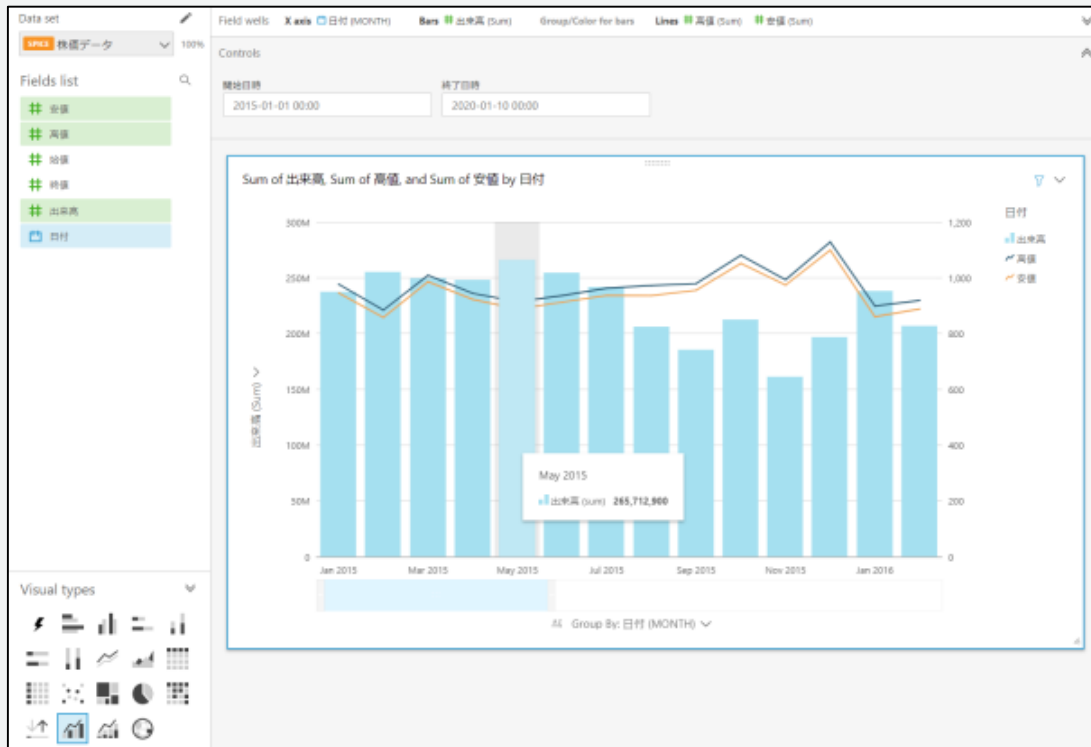 Data set
SPICE 株価データ 100%
Fields list
安値
高値
始値
終値
出来高
日付
Visual types
Field wells X axis 日付 (MONTH) Bars 出来高 (Sum) Group/Color for bars Lines 高値 (Sum) 安値 (Sum)
Controls
開始日時 終了日時
2015-01-01 00:00 2020-01-10 00:00
Sum of 出来高, Sum of 高値, and Sum of 安値 by 日付
300M
250M
200M
150M
100M
50M
0
出来高 (Sum)
1,200
1,000
800
600
400
200
0
日付
出来高
高値
安値
May 2015
出来高 (sum) 265,712,900
Jan 2015 Mar 2015 May 2015 Jul 2015 Sep 2015 Nov 2015 Jan 2016
Group By: 日付 (MONTH)